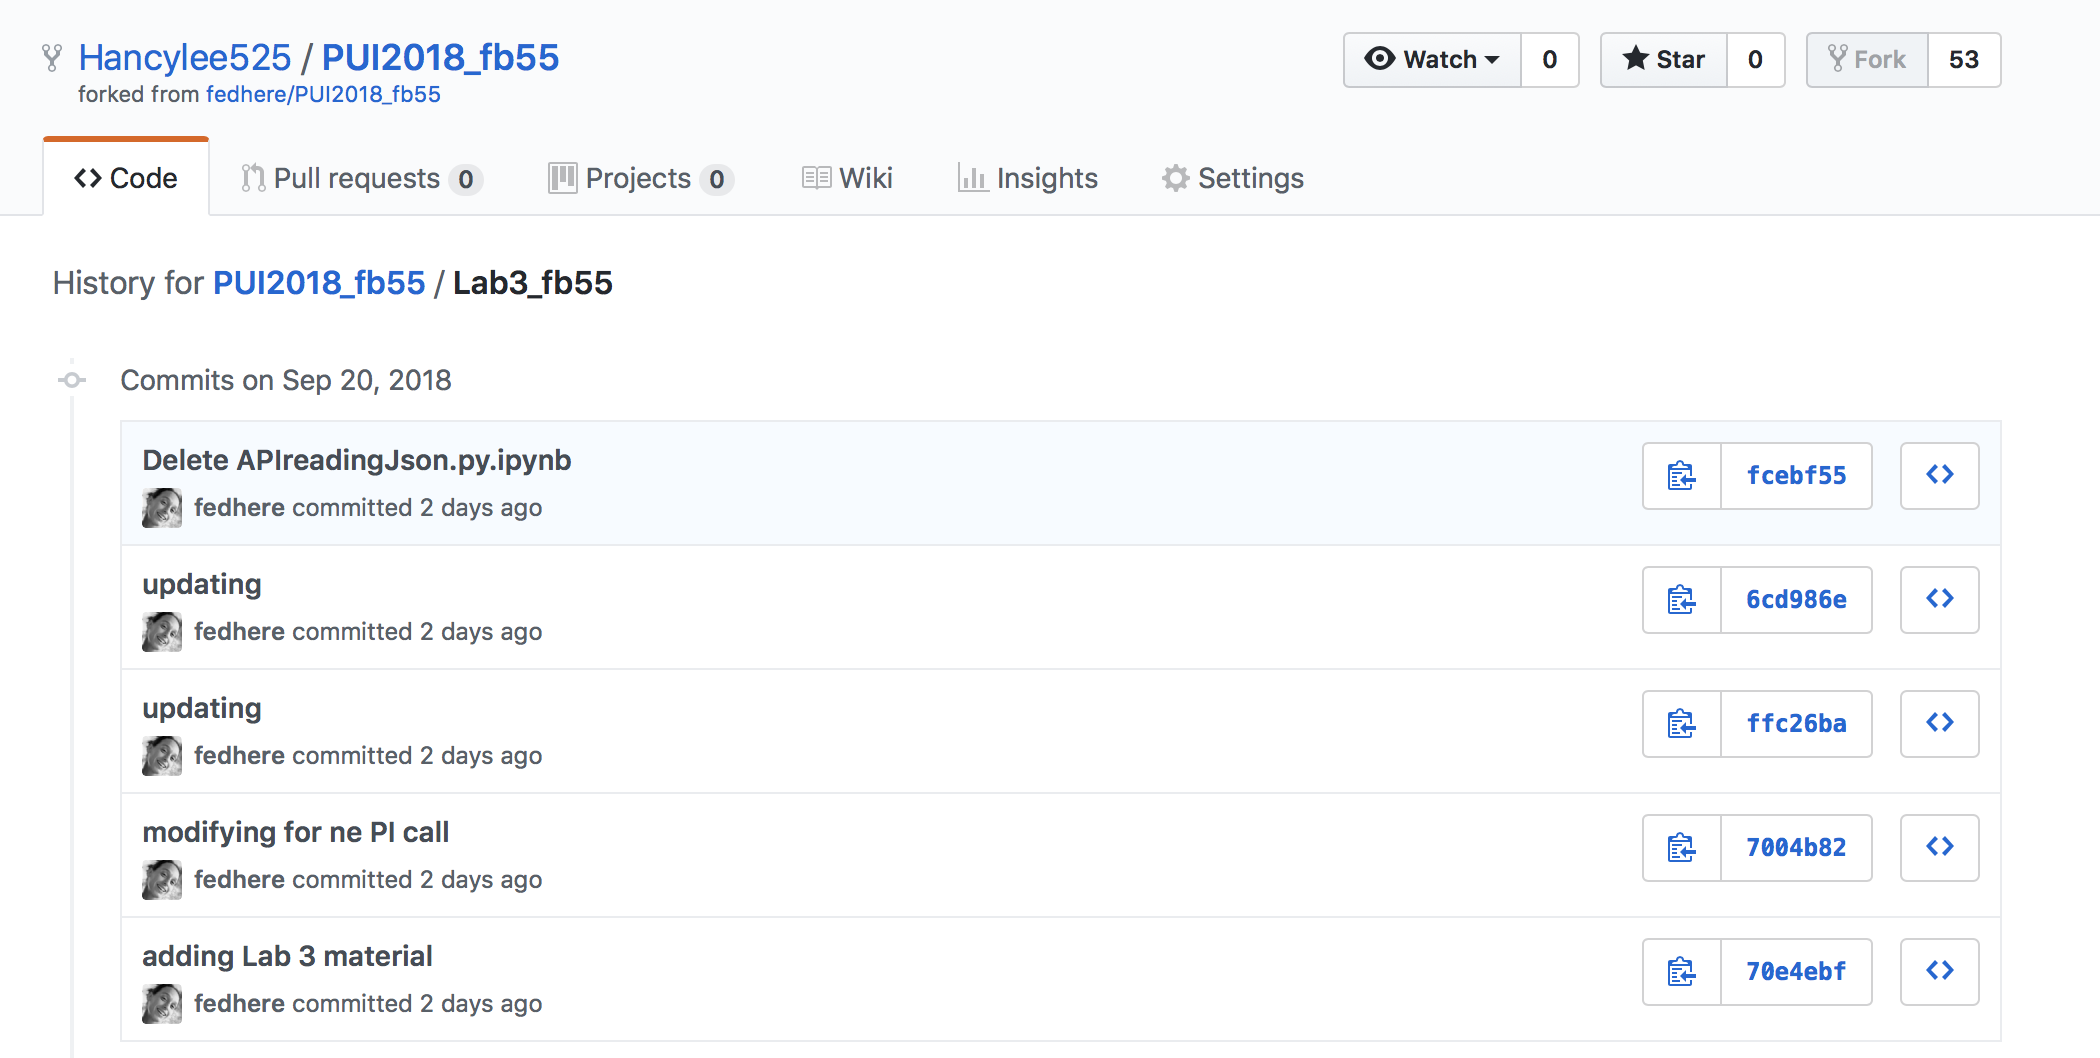 Hancylee525 / PUI2018_fb55
forked from fedhere/PUI2018_fb55
Watch 0 Star 0 Fork 53
Code Pull requests 0 Projects 0 Wiki Insights Settings
History for PUI2018_fb55 / Lab3_fb55
Commits on Sep 20, 2018
Delete APIreadingJson.py.ipynb
fedhere committed 2 days ago
fcebf55
updating
fedhere committed 2 days ago
6cd986e
updating
fedhere committed 2 days ago
ffc26ba
modifying for ne PI call
fedhere committed 2 days ago
7004b82
adding Lab 3 material
fedhere committed 2 days ago
70e4ebf